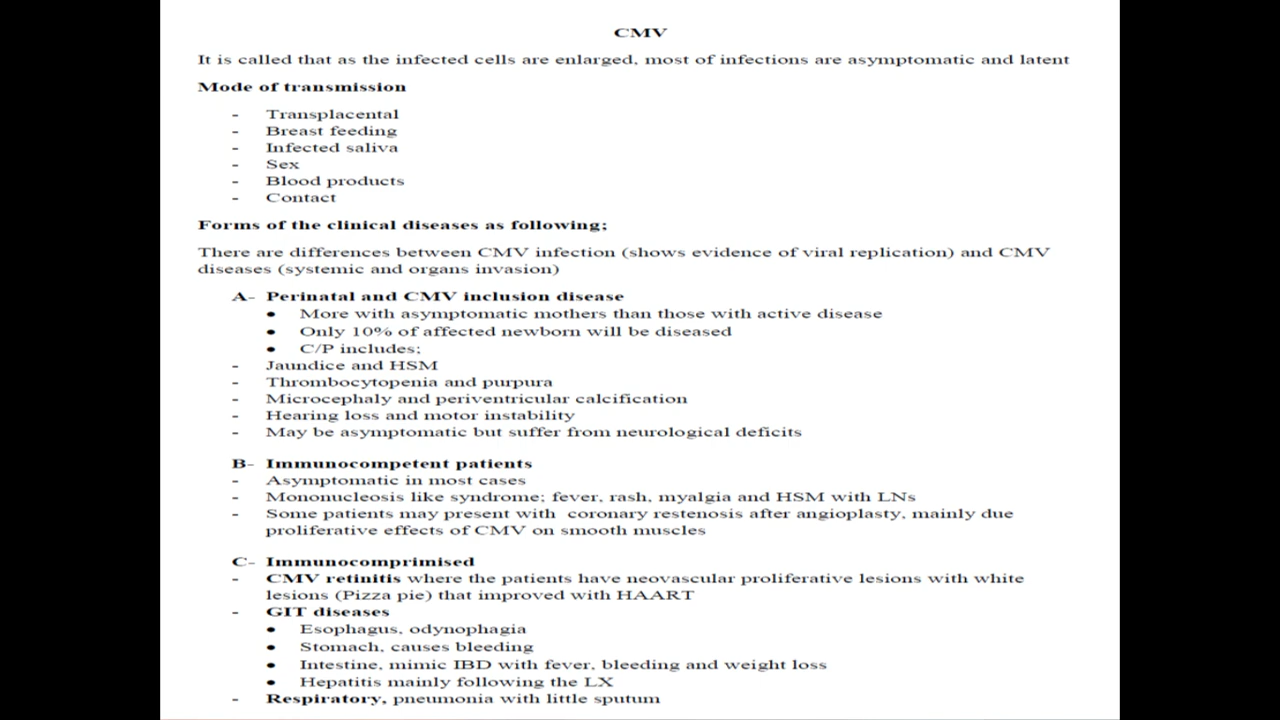 CMV
It is called that as the infected cells are enlarged, most of infections are asymptomatic and latent
Mode of transmission
- Transplacental
- Breast feeding
- Infected saliva
- Sex
- Blood products
- Contact
Forms of the clinical diseases as following;
There are differences between CMV infection (shows evidence of viral replication) and CMV
diseases (systemic and organs invasion)
A- Perinatal and CMV inclusion disease
• More with asymptomatic mothers than those with active disease
• Only 10% of affected newborn will be diseased
• C/P includes;
- Jaundice and HSM
- Thrombocytopenia and purpura
- Microcephaly and periventricular calcification
- Hearing loss and motor instability
- May be asymptomatic but suffer from neurological deficits
B- Immunocompetent patients
- Asymptomatic in most cases
- Mononucleosis like syndrome; fever, rash, myalgia and HSM with LNs
- Some patients may present with coronary restenosis after angioplasty, mainly due
proliferative effects of CMV on smooth muscles
C- Immunocomprimised
- CMV retinitis where the patients have neovascular proliferative lesions with white
lesions (Pizza pie) that improved with HAART
- GIT diseases
• Esophagus, odynophagia
• Stomach, causes bleeding
• Intestine, mimic IBD with fever, bleeding and weight loss
• Hepatitis mainly following the LX
- Respiratory, pneumonia with little sputum